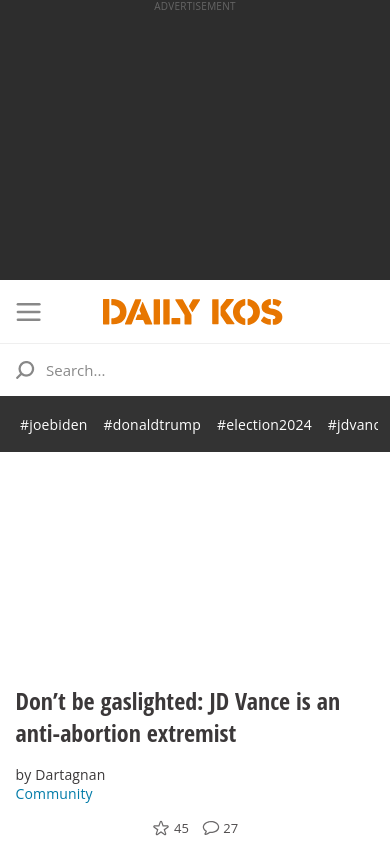 ADVERTISEMENT
DAILY KOS
Search...
#joebiden #donaldtrump #election2024 #jdvanc
Don’t be gaslighted: JD Vance is an
anti-abortion extremist
by Dartagnan
Community
45 27